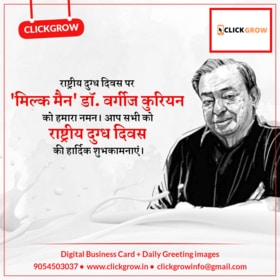 CLICKGROW
CLICKGROW
राष्ट्रीय दुग्ध दिवस पर
'मिल्क मैन' डॉ. वर्गीज कुरियन
को हमारा नमन। आप सभी को
राष्ट्रीय दुग्ध दिवस
की हार्दिक शुभकामनाएं।
Digital Business Card + Daily Greeting images
9054503037 • www.clickgrow.in • clickgrowinfo@gmail.com